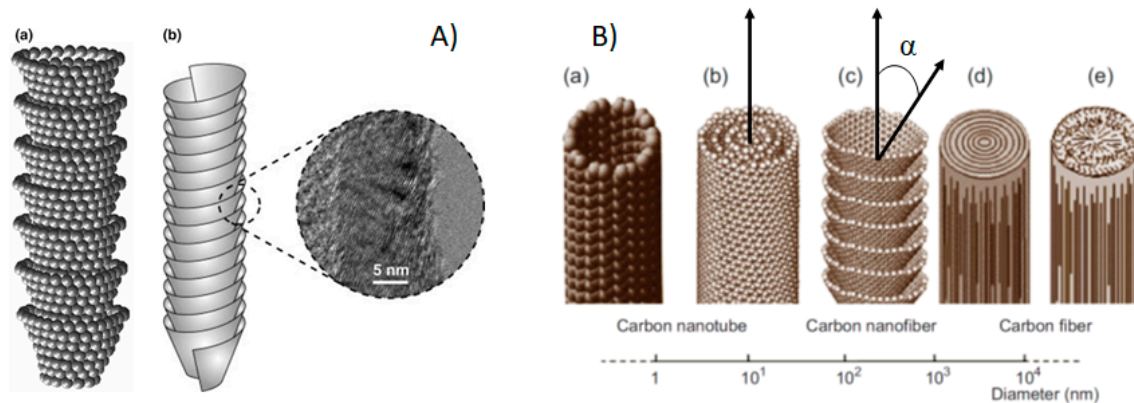 (a)
(b)
A)
5 nm
B)
α
(a)
(b)
(c)
(d)
(e)
Carbon nanotube
Carbon nanofiber
Carbon fiber
1
10¹
10²
10³
10⁴
Diameter (nm)